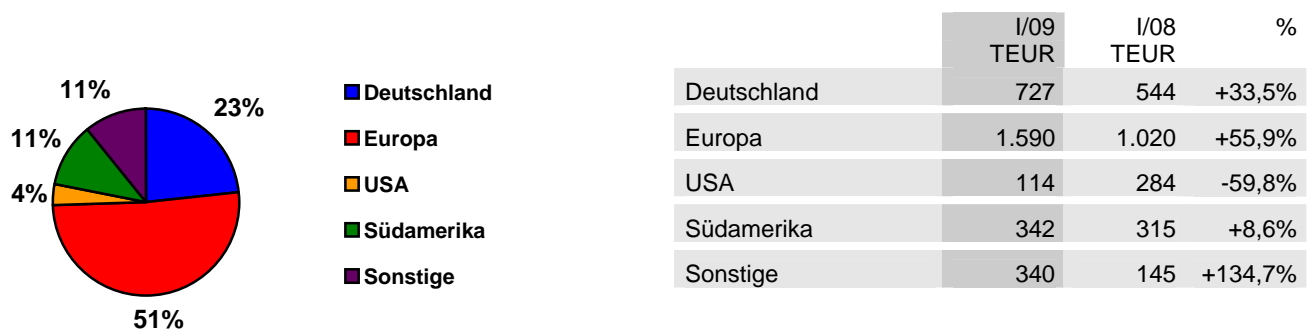 11%
23%
11%
4%
51%
Deutschland
Europa
USA
Südamerika
Sonstige
I/09 I/08 %
TEUR TEUR
Deutschland 727 544 +33,5%
Europa 1.590 1.020 +55,9%
USA 114 284 -59,8%
Südamerika 342 315 +8,6%
Sonstige 340 145 +134,7%